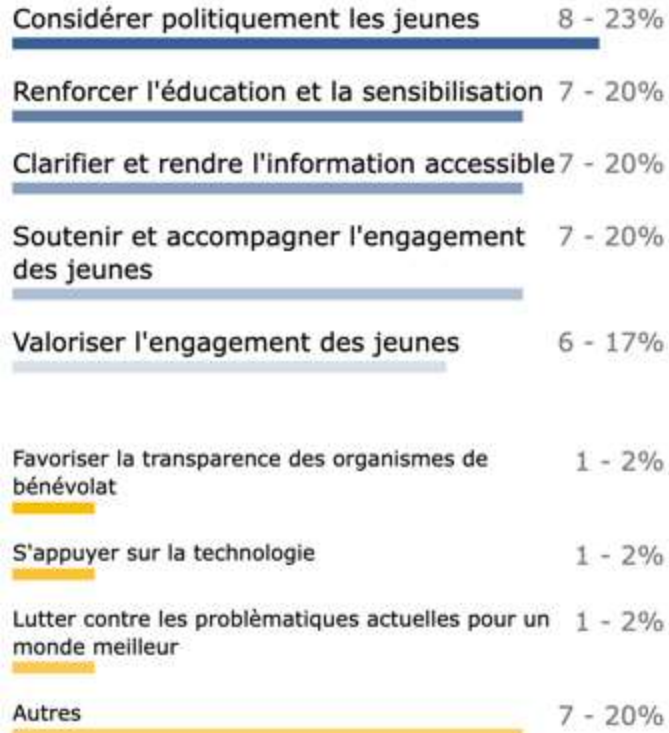 Considérer politiquement les jeunes 8 - 23%
Renforcer l'éducation et la sensibilisation 7 - 20%
Clarifier et rendre l'information accessible 7 - 20%
Soutenir et accompagner l'engagement 7 - 20%
des jeunes
Valoriser l'engagement des jeunes 6 - 17%
Favoriser la transparence des organismes de 1 - 2%
bénévolat
S'appuyer sur la technologie 1 - 2%
Lutter contre les problèmatiques actuelles pour un 1 - 2%
monde meilleur
Autres 7 - 20%